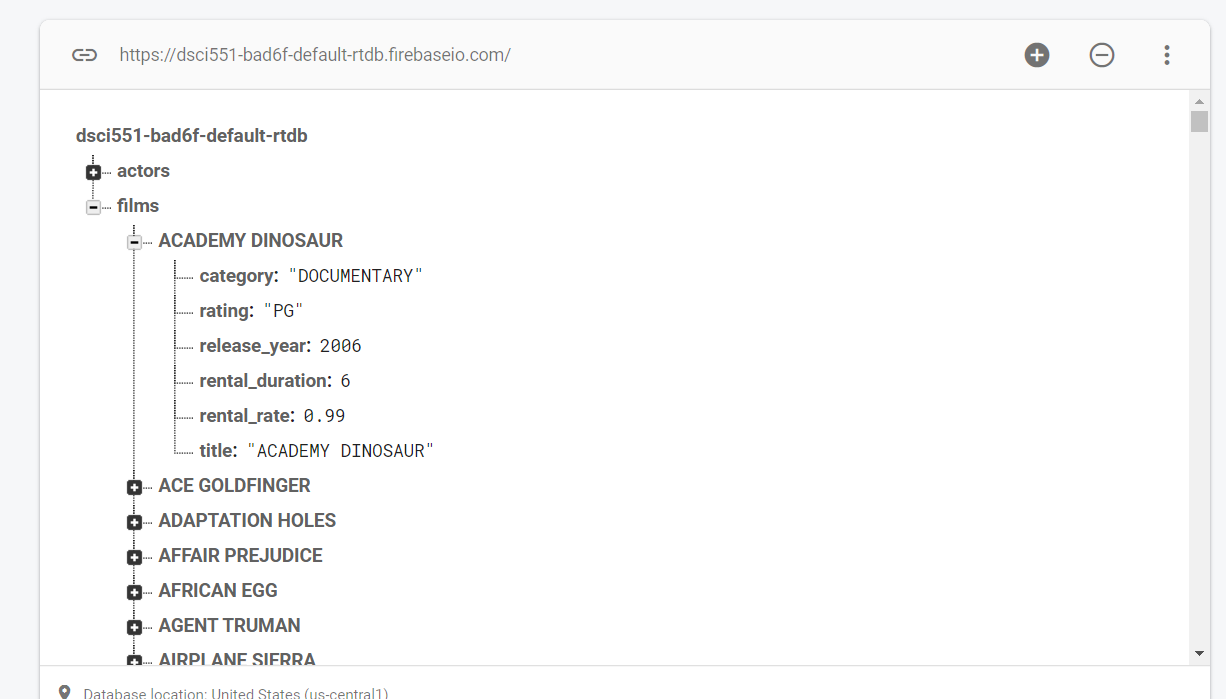 https://dsci551-bad6f-default-rtdb.firebaseio.com/
dsci551-bad6f-default-rtdb
actors
films
ACADEMY DINOSAUR
category: "DOCUMENTARY"
rating: "PG"
release_year: 2006
rental_duration: 6
rental_rate: 0.99
title: "ACADEMY DINOSAUR"
ACE GOLDFINGER
ADAPTATION HOLES
AFFAIR PREJUDICE
AFRICAN EGG
AGENT TRUMAN
AIRPLANE SIERRA
Database location: United States (us-central1)